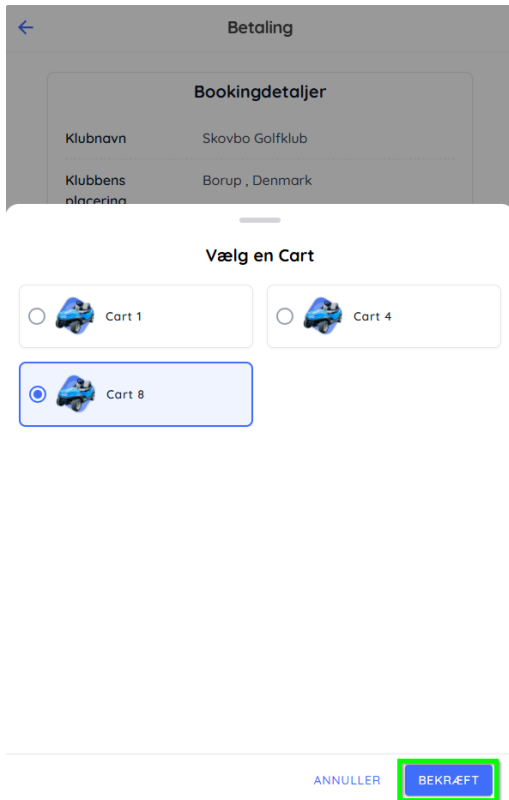 Betaling
Bookingdetaljer
Klubnavn Skovbo Golfklub
Klubbens Borup , Denmark
placering
Vælg en Cart
Cart 1 Cart 4
Cart 8
ANNULLER BEKRÆFT